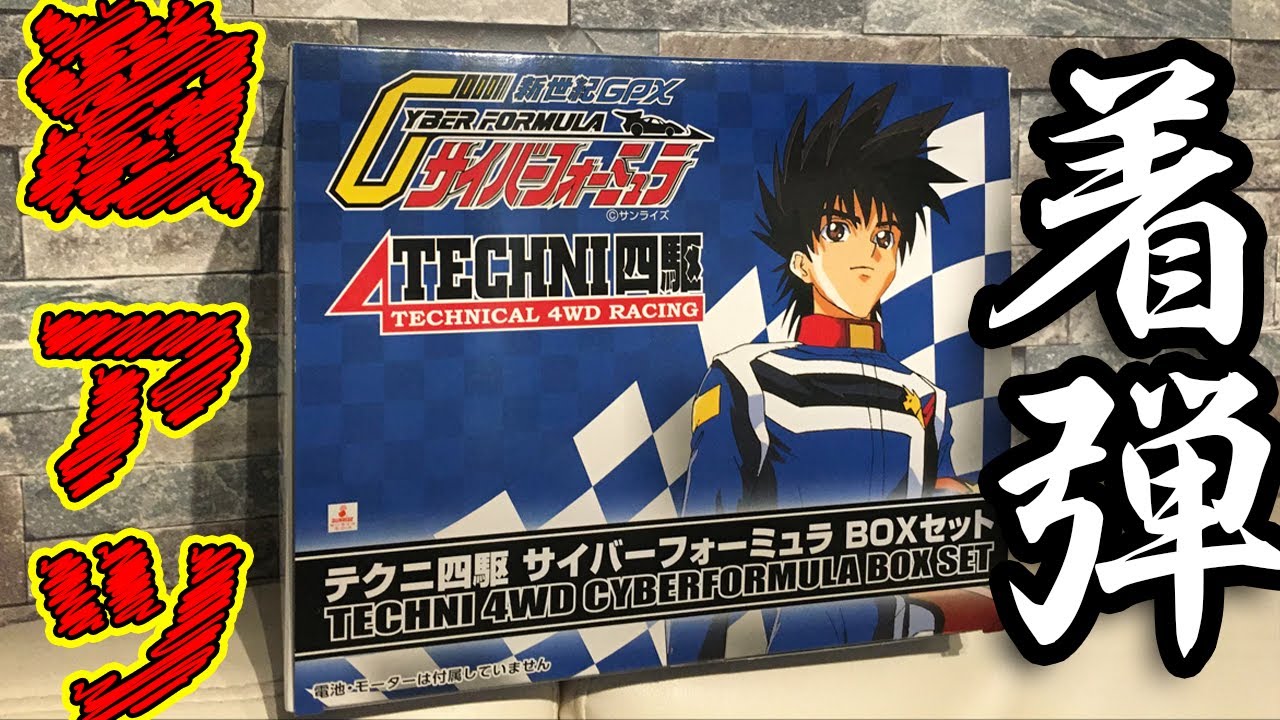 激アツ
着弾
新世紀GPX
CYBER FORMULA
サイバーフォーミュラ
©サンライズ
TECHNI四駆
TECHNICAL 4WD RACING
テクニ四駆 サイバーフォーミュラ BOXセット
TECHNI 4WD CYBERFORMULA BOX SET
電池・モーターは付属していません